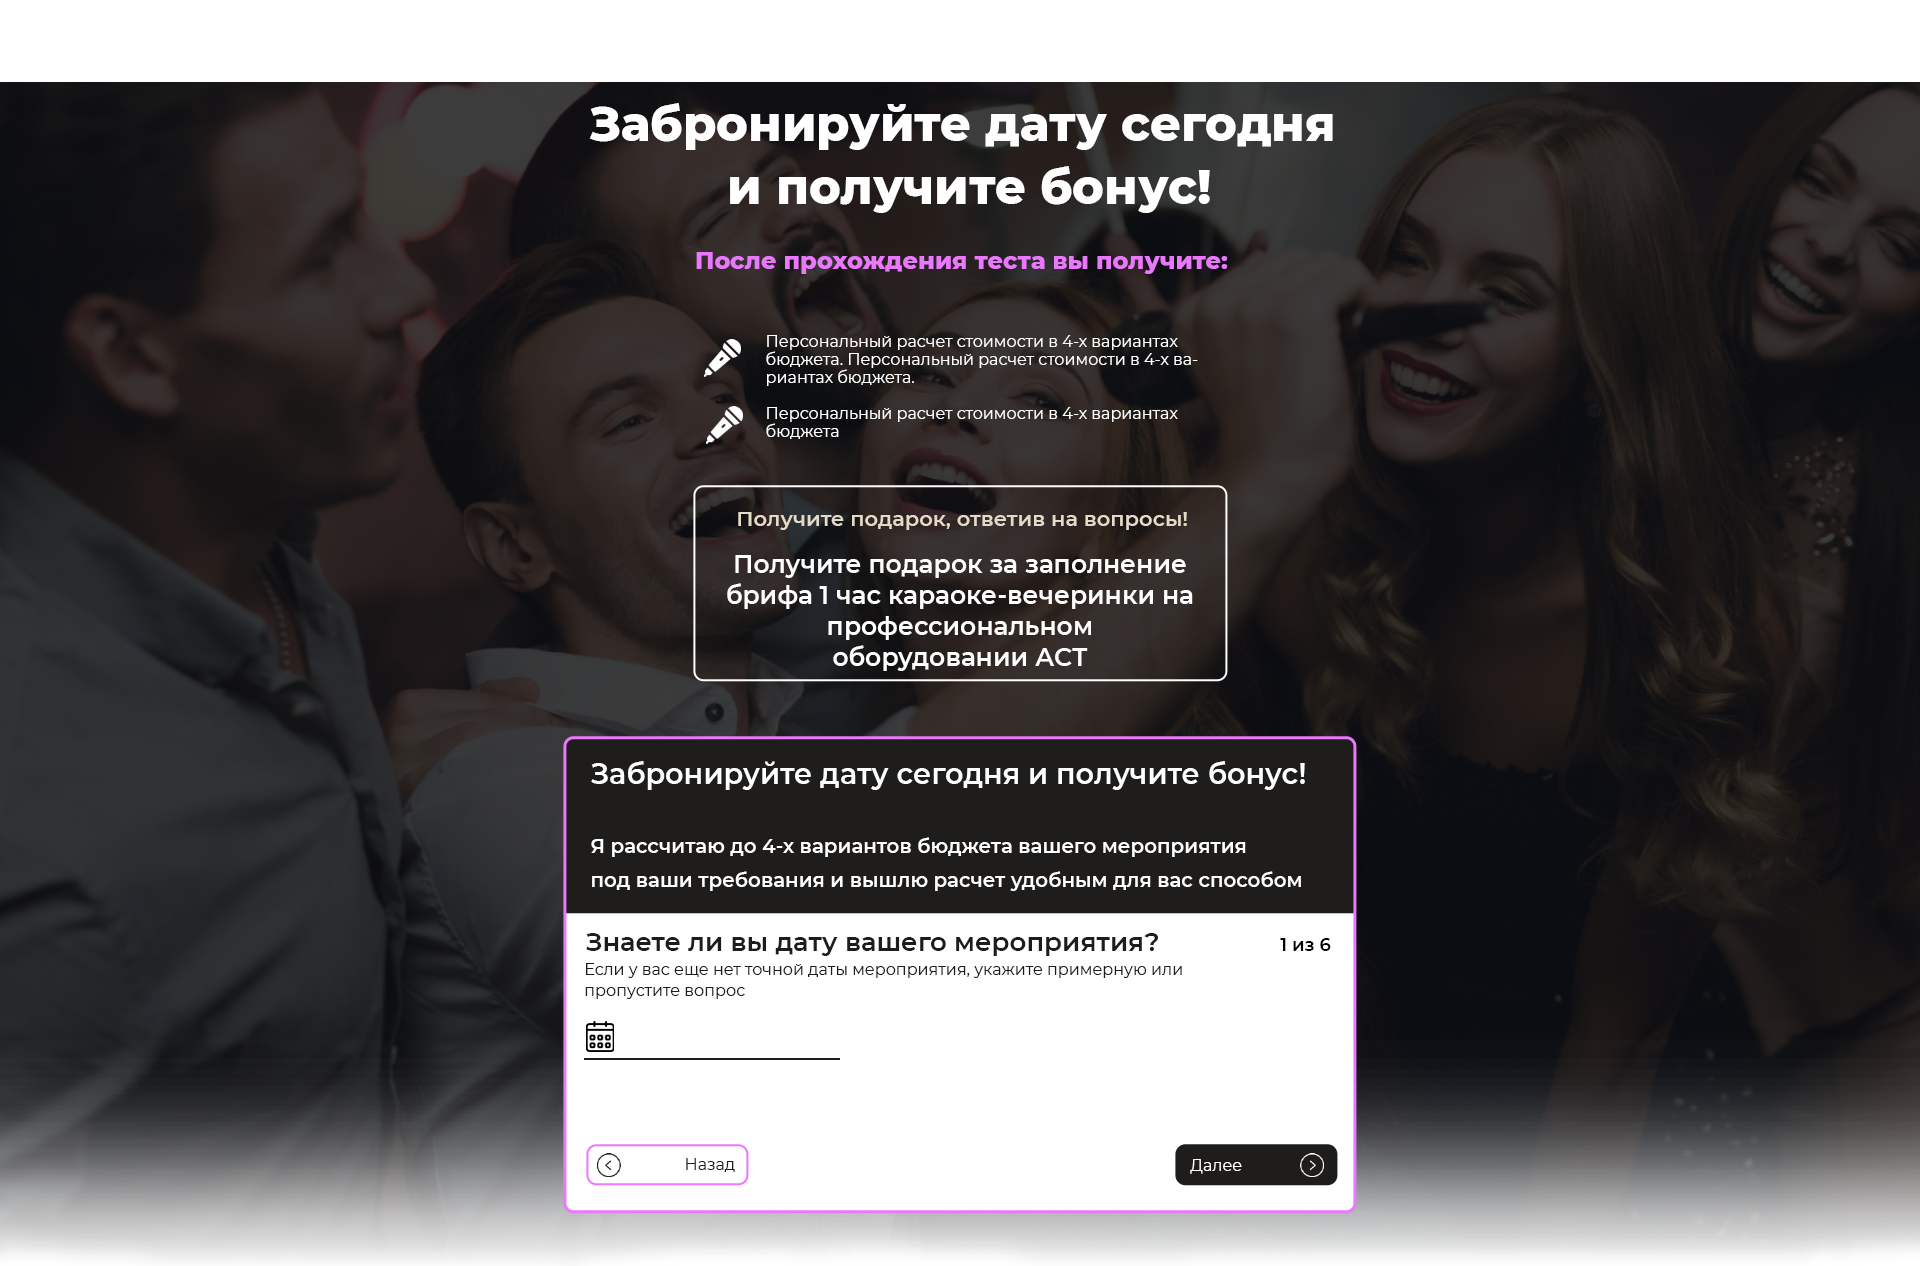 Забронируйте дату сегодня
и получите бонус!
После прохождения теста вы получите:
Персональный расчет стоимости в 4-х вариантах
бюджета. Персональный расчет стоимости в 4-х ва-
риантах бюджета.
Персональный расчет стоимости в 4-х вариантах
бюджета
Получите подарок, ответив на вопросы!
Получите подарок за заполнение
брифа 1 час караоке-вечеринки на
профессиональном
оборудовании АСТ
Забронируйте дату сегодня и получите бонус!
Я рассчитаю до 4-х вариантов бюджета вашего мероприятия
под ваши требования и вышлю расчет удобным для вас способом
Знаете ли вы дату вашего мероприятия?
1 из 6
Если у вас еще нет точной даты мероприятия, укажите примерную или
пропустите вопрос
Назад
Далее